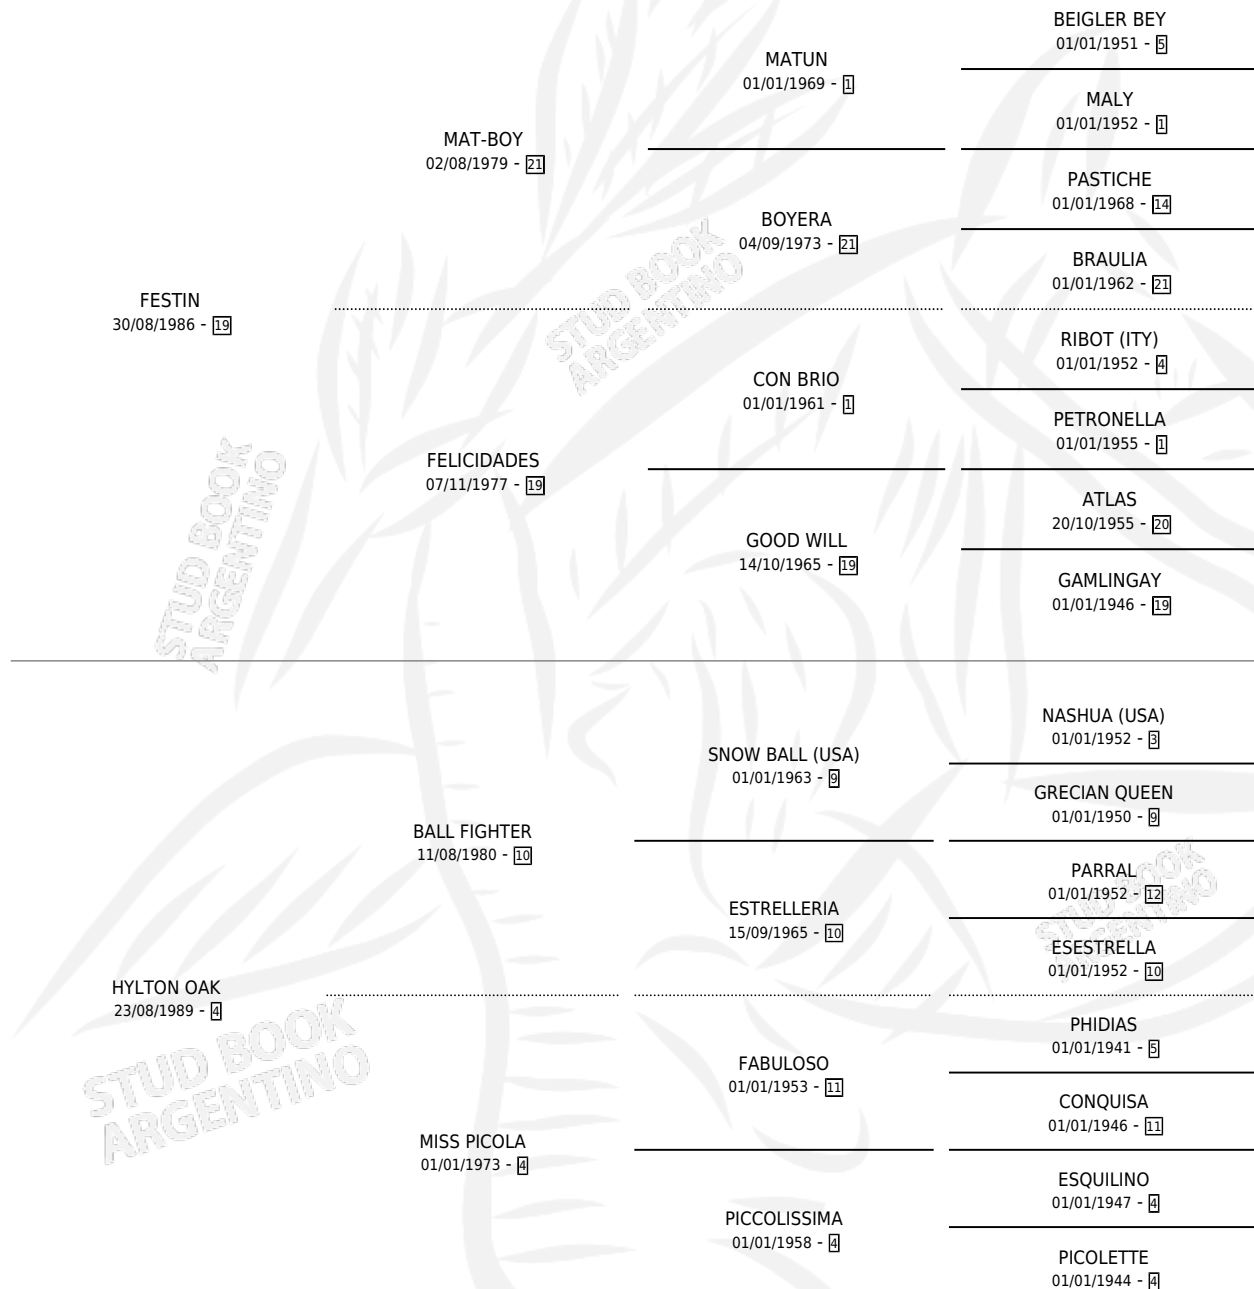 FESTIN
30/08/1986 - 19
MAT-BOY
02/08/1979 - 21
MATUN
01/01/1969 - 1
BEIGLER BEY
01/01/1951 - 5
MALY
01/01/1952 - 1
BOYERA
04/09/1973 - 21
PASTICHE
01/01/1968 - 14
BRAULIA
01/01/1962 - 21
FELICIDADES
07/11/1977 - 19
CON BRIO
01/01/1961 - 1
RIBOT (ITY)
01/01/1952 - 4
PETRONELLA
01/01/1955 - 1
GOOD WILL
14/10/1965 - 19
ATLAS
20/10/1955 - 20
GAMLINGAY
01/01/1946 - 19
STUD BOOK
ARGENTINO
STUD BOOK
ARGENTINO
HYLTON OAK
23/08/1989 - 4
BALL FIGHTER
11/08/1980 - 10
SNOW BALL (USA)
01/01/1963 - 9
NASHUA (USA)
01/01/1952 - 3
GRECIAN QUEEN
01/01/1950 - 9
ESTRELLERIA
15/09/1965 - 10
PARRAL
01/01/1952 - 12
ESESTRELLA
01/01/1952 - 10
MISS PICOLA
01/01/1973 - 4
FABULOSO
01/01/1953 - 11
PHIDIAS
01/01/1941 - 5
CONQUISA
01/01/1946 - 11
PICCOLISSIMA
01/01/1958 - 4
ESQUILINO
01/01/1947 - 4
PICOLETTE
01/01/1944 - 4
STUD BOOK
ARGENTINO
STUD BOOK
ARGENTINO